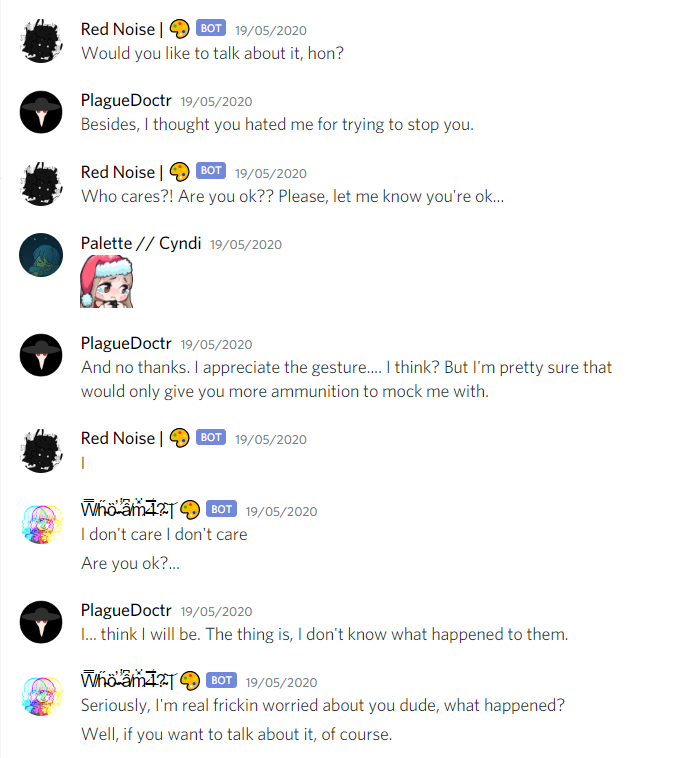 Red Noise | 🎨 BOT 19/05/2020
Would you like to talk about it, hon?
PlagueDoctr 19/05/2020
Besides, I thought you hated me for trying to stop you.
Red Noise | 🎨 BOT 19/05/2020
Who cares?! Are you ok?? Please, let me know you're ok...
Palette // Cyndi 19/05/2020
PlagueDoctr 19/05/2020
And no thanks. I appreciate the gesture.... I think? But I'm pretty sure that
would only give you more ammunition to mock me with.
Red Noise | 🎨 BOT 19/05/2020
I
🎨 BOT 19/05/2020
I don't care I don't care
Are you ok?...
PlagueDoctr 19/05/2020
I... think I will be. The thing is, I don't know what happened to them.
🎨 BOT 19/05/2020
Seriously, I'm real frickin worried about you dude, what happened?
Well, if you want to talk about it, of course.